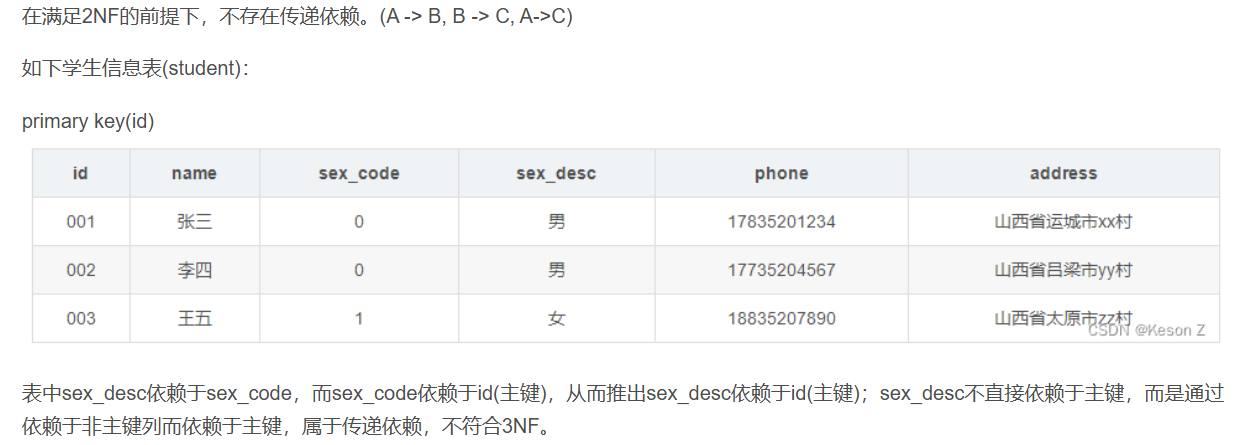 在满足2NF的前提下，不存在传递依赖。(A -> B, B -> C, A->C)
如下学生信息表(student)：
primary key(id)
id name sex_code sex_desc phone address
001 张三 0 男 17835201234 山西省运城市xx村
002 李四 0 男 17735204567 山西省吕梁市yy村
003 王五 1 女 18835207890 山西省太原市zz村
CSDN @Keson Z
表中sex_desc依赖于sex_code，而sex_code依赖于id(主键)，从而推出sex_desc依赖于id(主键)；sex_desc不直接依赖于主键，而是通过
依赖于非主键列而依赖于主键，属于传递依赖，不符合3NF。